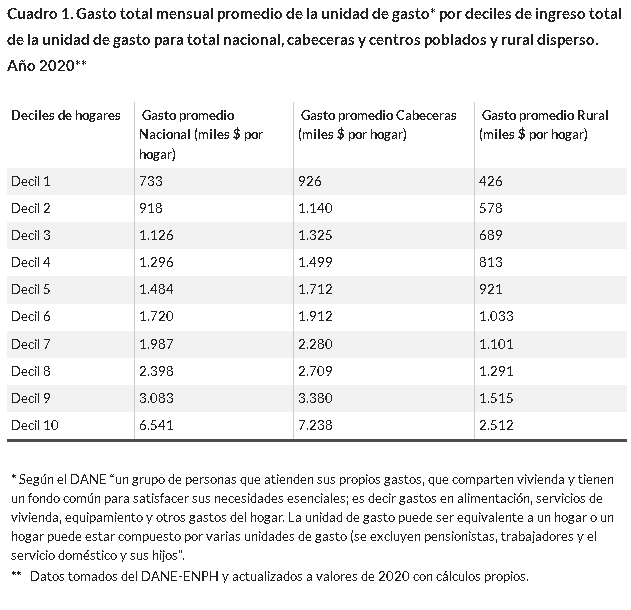 Cuadro 1. Gasto total mensual promedio de la unidad de gasto* por deciles de ingreso total
de la unidad de gasto para total nacional, cabeceras y centros poblados y rural disperso.
Año 2020**
Deciles de hogares Gasto promedio Nacional (miles $ por hogar) Gasto promedio Cabeceras (miles $ por hogar) Gasto promedio Rural (miles $ por hogar)
Decil 1 733 926 426
Decil 2 918 1.140 578
Decil 3 1.126 1.325 689
Decil 4 1.296 1.499 813
Decil 5 1.484 1.712 921
Decil 6 1.720 1.912 1.033
Decil 7 1.987 2.280 1.101
Decil 8 2.398 2.709 1.291
Decil 9 3.083 3.380 1.515
Decil 10 6.541 7.238 2.512
* Según el DANE “un grupo de personas que atienden sus propios gastos, que comparten vivienda y tienen
un fondo común para satisfacer sus necesidades esenciales; es decir gastos en alimentación, servicios de
vivienda, equipamiento y otros gastos del hogar. La unidad de gasto puede ser equivalente a un hogar o un
hogar puede estar compuesto por varias unidades de gasto (se excluyen pensionistas, trabajadores y el
servicio doméstico y sus hijos”.
** Datos tomados del DANE-ENPH y actualizados a valores de 2020 con cálculos propios.